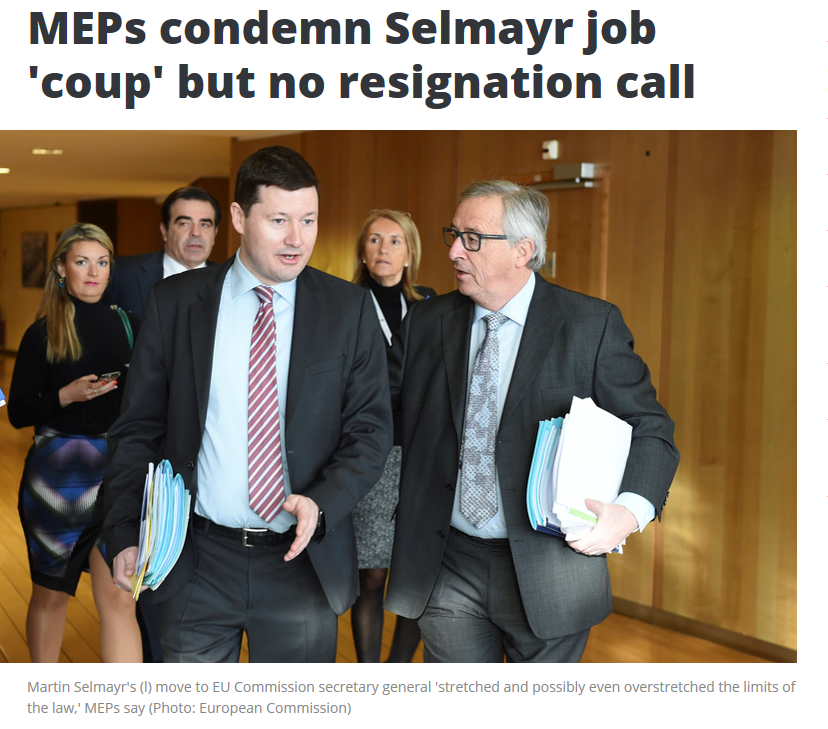 MEPs condemn Selmayr job
'coup' but no resignation call
Martin Selmayr's (l) move to EU Commission secretary general 'stretched and possibly even overstretched the limits of
the law,' MEPs say (Photo: European Commission)